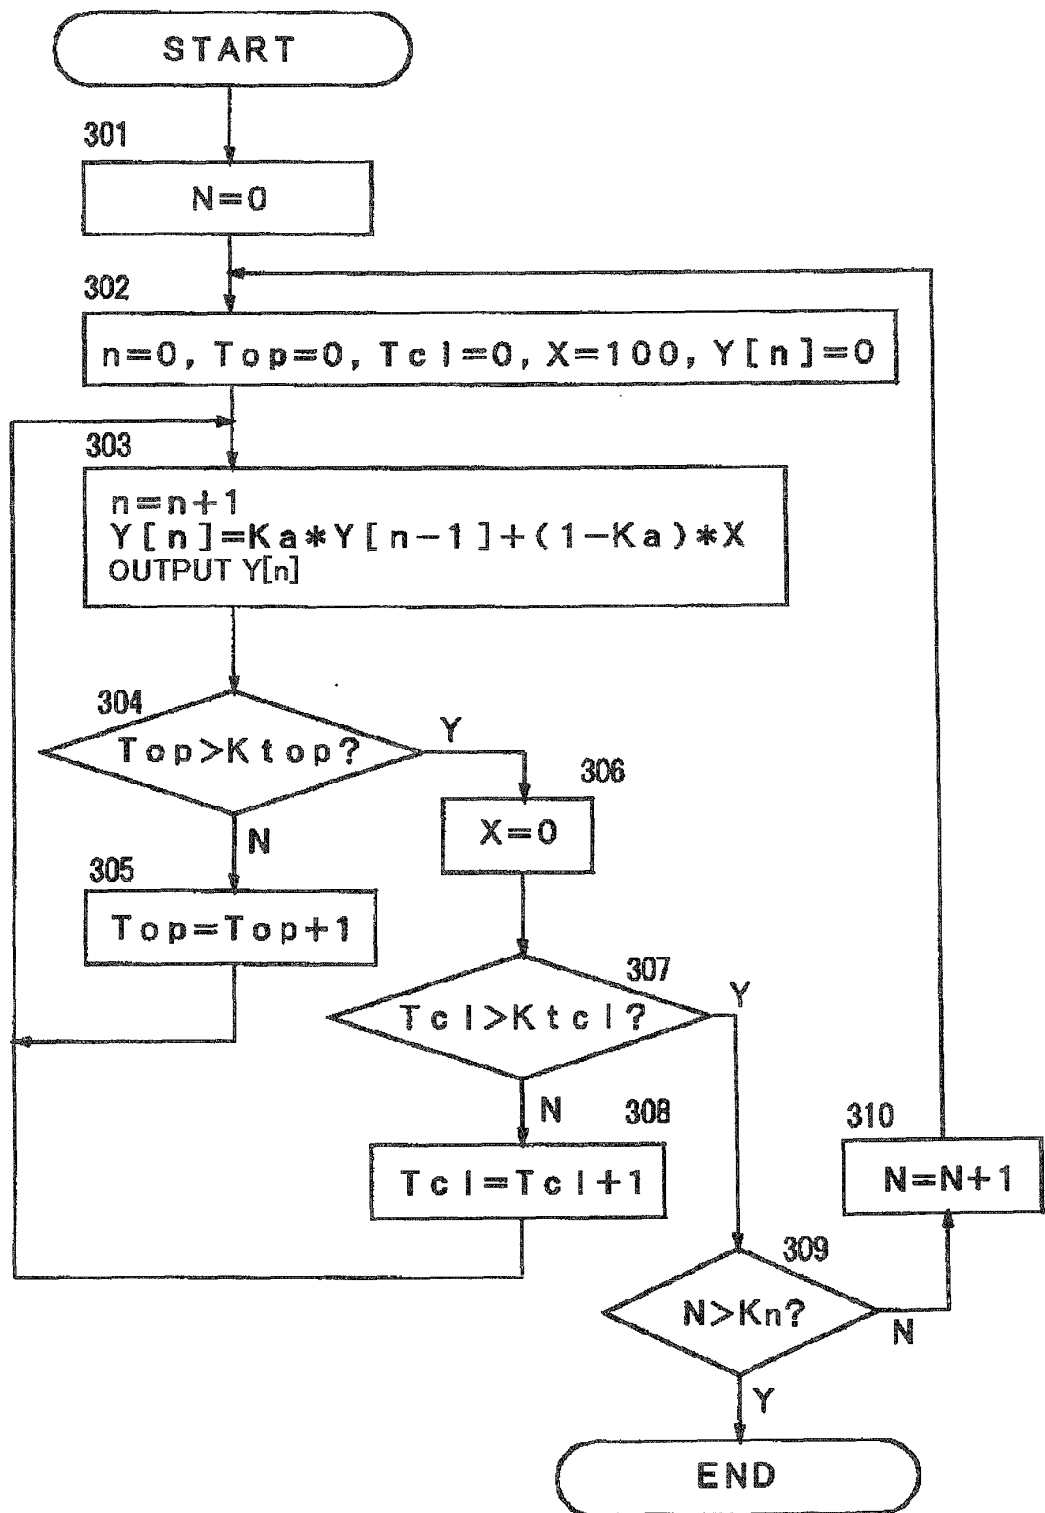 START
301
N=0
302
n=0, Top=0, Tcl=0, X=100, Y[n]=0
303
n=n+1
Y[n]=Ka*Y[n-1]+(1-Ka)*X
OUTPUT Y[n]
304
Top>Ktop?
Y
N
305
Top=Top+1
306
X=0
307
Tcl>Ktcl?
Y
N
308
Tcl=Tcl+1
309
N>Kn?
N
310
N=N+1
Y
END